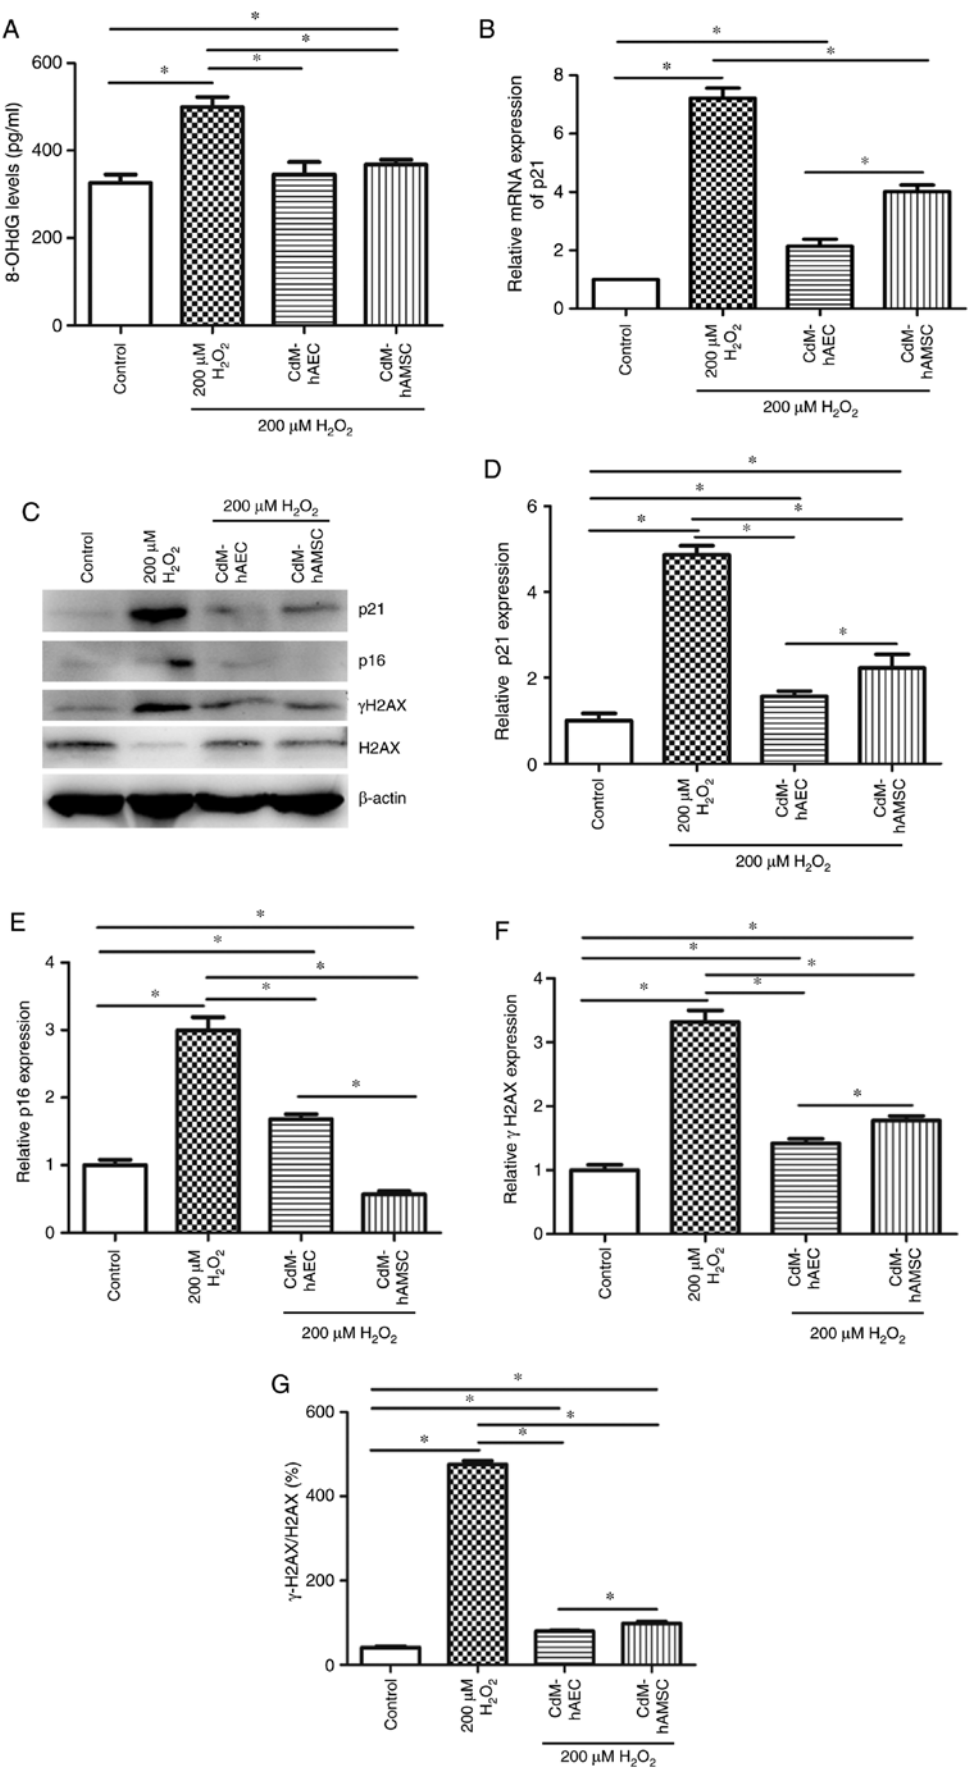 A
*
*
*
*
8-OHdG levels (pg/ml)
600
400
200
0
Control
200 μM
H₂O₂
CdM-
hAEC
CdM-
hAMSC
200 μM H₂O₂
B
*
*
*
*
Relative mRNA expression
of p21
8
6
4
2
0
Control
200 μM
H₂O₂
CdM-
hAEC
CdM-
hAMSC
200 μM H₂O₂
C
200 μM H₂O₂
Control
200 μM
H₂O₂
CdM-
hAEC
CdM-
hAMSC
p21
p16
γH2AX
H2AX
β-actin
D
*
*
*
*
*
*
Relative p21 expression
6
4
2
0
Control
200 μM
H₂O₂
CdM-
hAEC
CdM-
hAMSC
200 μM H₂O₂
E
*
*
*
*
*
*
Relative p16 expression
4
3
2
1
0
Control
200 μM
H₂O₂
CdM-
hAEC
CdM-
hAMSC
200 μM H₂O₂
F
*
*
*
*
*
*
Relative γ H2AX expression
4
3
2
1
0
Control
200 μM
H₂O₂
CdM-
hAEC
CdM-
hAMSC
200 μM H₂O₂
G
*
*
*
*
*
*
γ-H2AX/H2AX (%)
600
400
200
0
Control
200 μM
H₂O₂
CdM-
hAEC
CdM-
hAMSC
200 μM H₂O₂